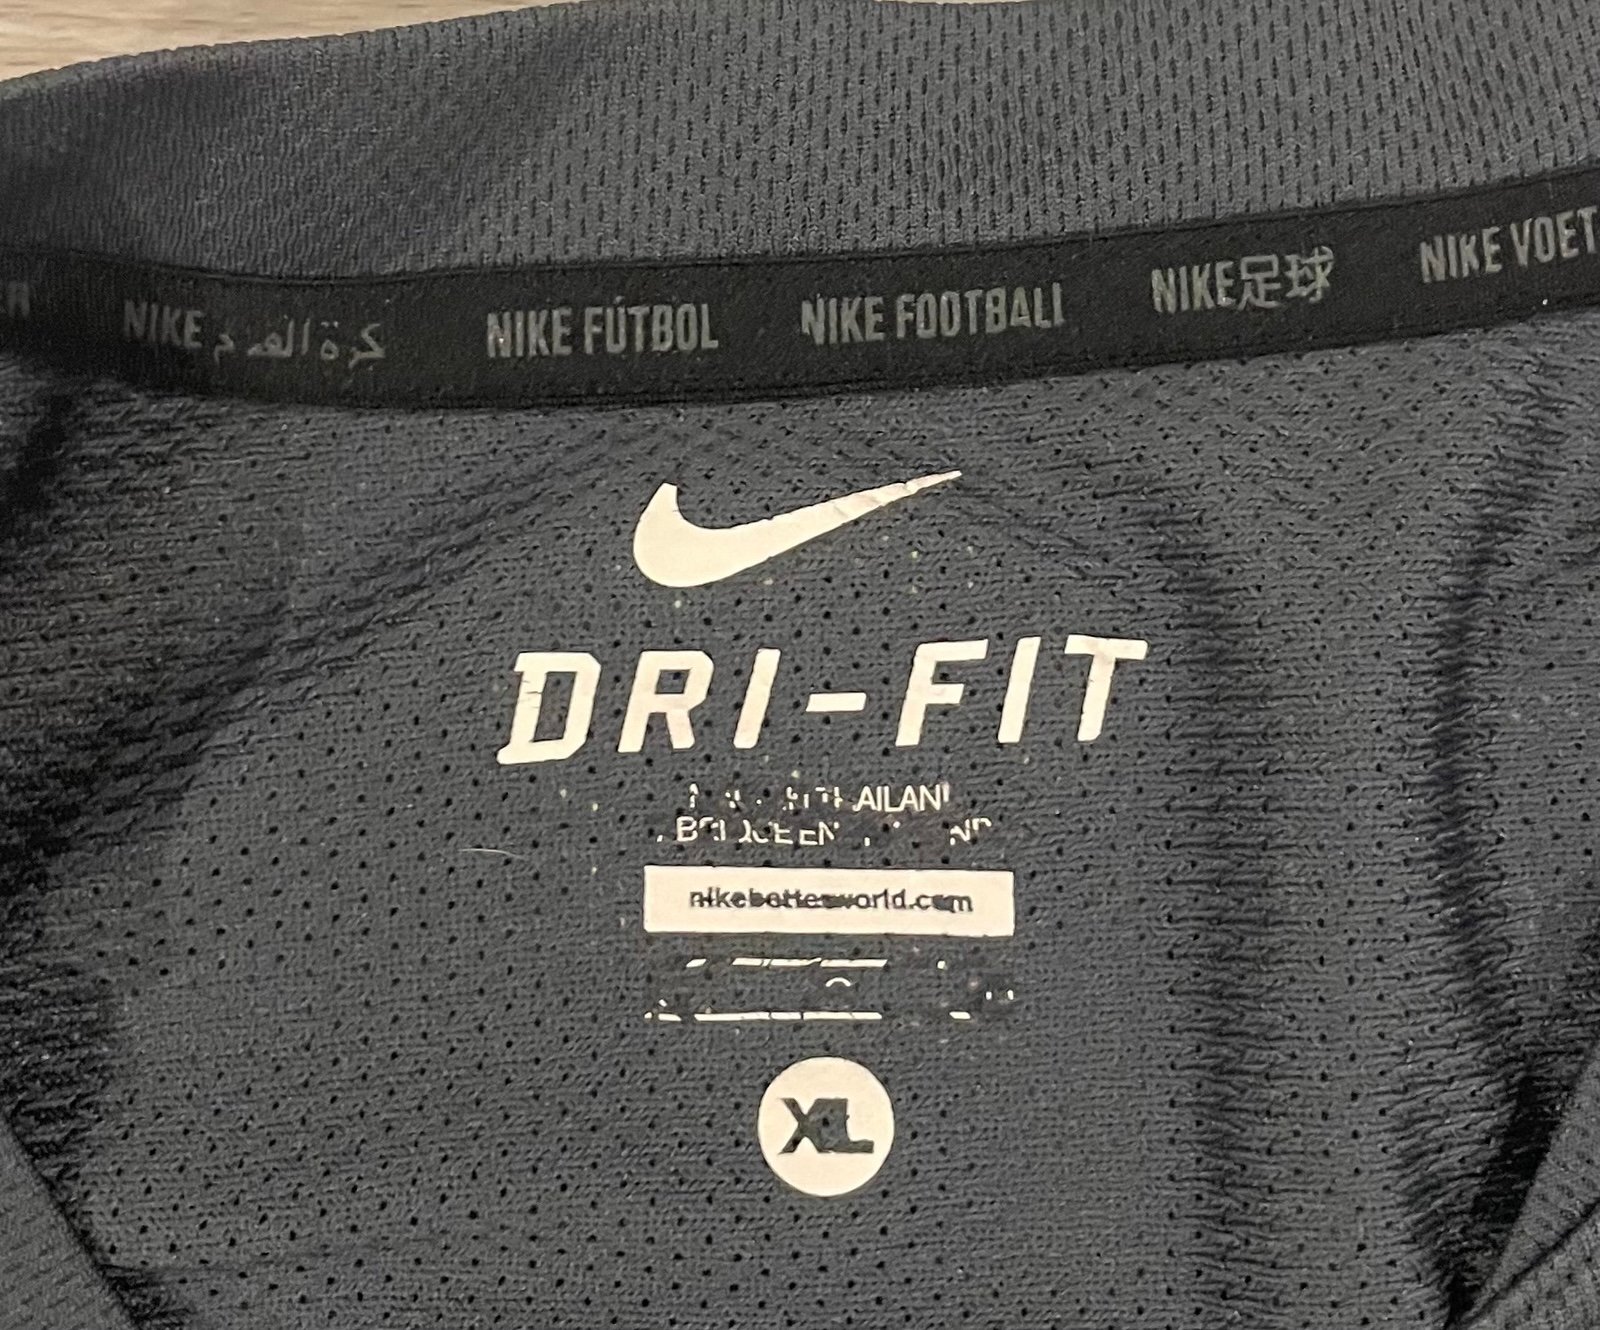 NIKE كرة القدم NIKE FÚTBOL NIKE FOOTBALL NIKE足球 NIKE VOET
DRI-FIT
nikebetterworld.com
XL